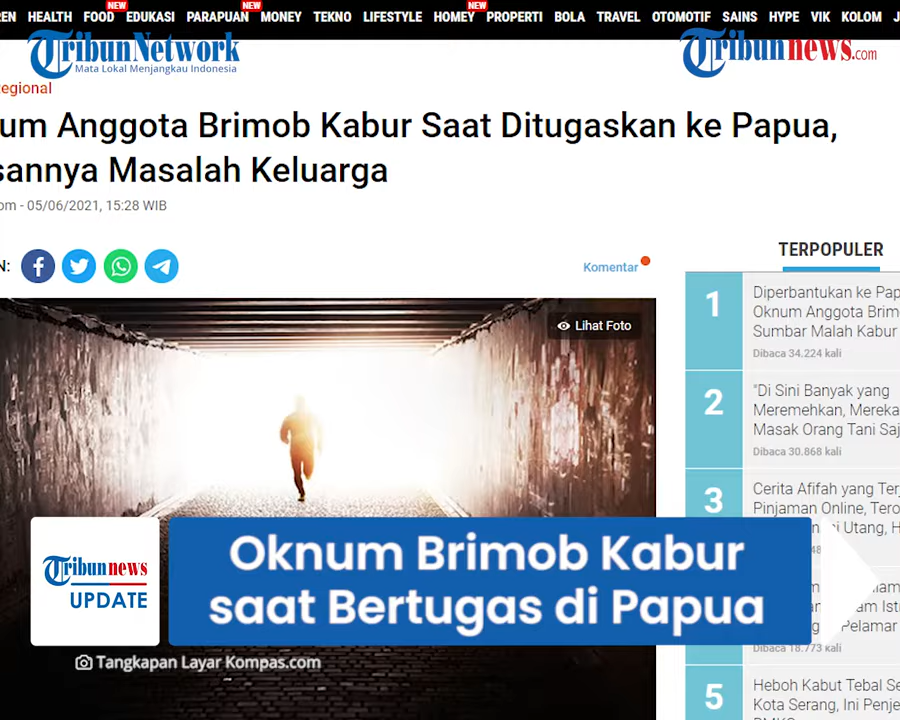 EN HEALTH FOOD NEW EDUKASI PARAPUAN NEW MONEY TEKNO LIFESTYLE HOMEY NEW PROPERTI BOLA TRAVEL OTOMOTIF SAINS HYPE VIK KOLOM J
TribunNetwork
Mata Lokal Menjangkau Indonesia
Tribunnews.com
egional
um Anggota Brimob Kabur Saat Ditugaskan ke Papua,
sannya Masalah Keluarga
om - 05/06/2021, 15:28 WIB
N:
Komentar
Lihat Foto
TERPOPULER
1
Diperbantukan ke Pap
Oknum Anggota Brim
Sumbar Malah Kabur
Dibaca 34.224 kali
2
"Di Sini Banyak yang
Meremehkan, Mereka
Masak Orang Tani Saj
Dibaca 30.868 kali
3
Cerita Afifah yang Ter
Pinjaman Online, Tero
Utang, H
Pelamar
Dibaca 18.773 kali
5
Heboh Kabut Tebal Se
Kota Serang, Ini Penje
Tribunnews
UPDATE
Oknum Brimob Kabur
saat Bertugas di Papua
Tangkapan Layar Kompas.com